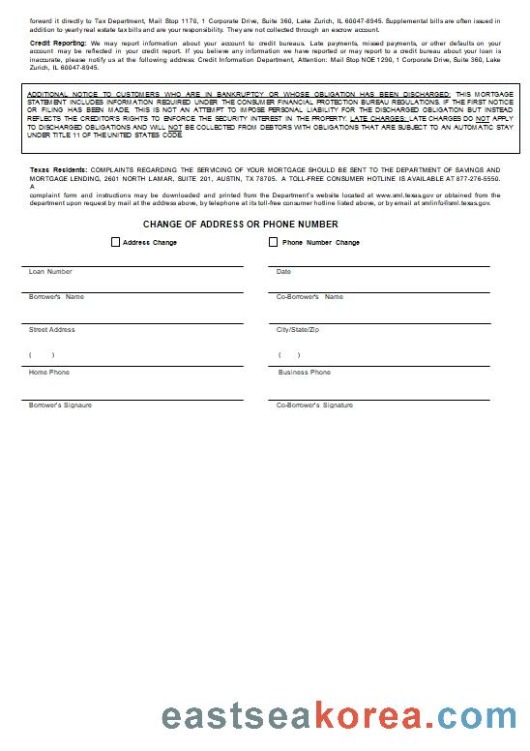 forward it directly to Tax Department, Mail Stop 1170, 1 Corporate Drive, Suite 360, Lake Zurich, IL 60047-8945. Supplemental bills are often issued in
addition to yearly real estate tax bills and are your responsibility. They are not collected through an escrow account.
Credit Reporting: We may report information about your account to credit bureaus. Late payments, missed payments, or other defaults on your
account may be reflected in your credit report. If you believe any information we have reported or may report to a credit bureau about your loan is
inaccurate, please notify us at the following address: Credit Information Department, Attention: Mail Stop NOE 1290, 1 Corporate Drive, Suite 360, Lake
Zurich, IL 60047-8945.
ADDITIONAL NOTICE TO CUSTOMERS WHO ARE IN BANKRUPTCY OR WHOSE OBLIGATION HAS BEEN DISCHARGED: THIS MORTGAGE
STATEMENT INCLUDES INFORMATION REQUIRED UNDER THE CONSUMER FINANCIAL PROTECTION BUREAU REGULATIONS. IF THE FIRST NOTICE
OR FILING HAS BEEN MADE, THIS IS NOT AN ATTEMPT TO IMPOSE PERSONAL LIABILITY FOR THE DISCHARGED OBLIGATION BUT INSTEAD
REFLECTS THE CREDITOR'S RIGHTS TO ENFORCE THE SECURITY INTEREST IN THE PROPERTY. LATE CHARGES: LATE CHARGES DO NOT APPLY
TO DISCHARGED OBLIGATIONS AND WILL NOT BE COLLECTED FROM DEBTORS WITH OBLIGATIONS THAT ARE SUBJECT TO AN AUTOMATIC STAY
UNDER TITLE 11 OF THE UNITED STATES CODE.
Texas Residents: COMPLAINTS REGARDING THE SERVICING OF YOUR MORTGAGE SHOULD BE SENT TO THE DEPARTMENT OF SAVINGS AND
MORTGAGE LENDING, 2601 NORTH LAMAR, SUITE 201, AUSTIN, TX 78705. A TOLL-FREE CONSUMER HOTLINE IS AVAILABLE AT 877-276-5550.
A
complaint form and instructions may be downloaded and printed from the Department's website located at www.sml.texas.gov or obtained from the
department upon request by mail at the address above, by telephone at its toll-free consumer hotline listed above, or by email at smlinfo@sml.texas.gov.
CHANGE OF ADDRESS OR PHONE NUMBER
Address Change Phone Number Change
Loan Number Date
Borrower's Name Co-Borrower's Name
Street Address City/State/Zip
( ) ( )
Home Phone Business Phone
Borrower's Signaure Co-Borrower's Signature
eastseakorea.com